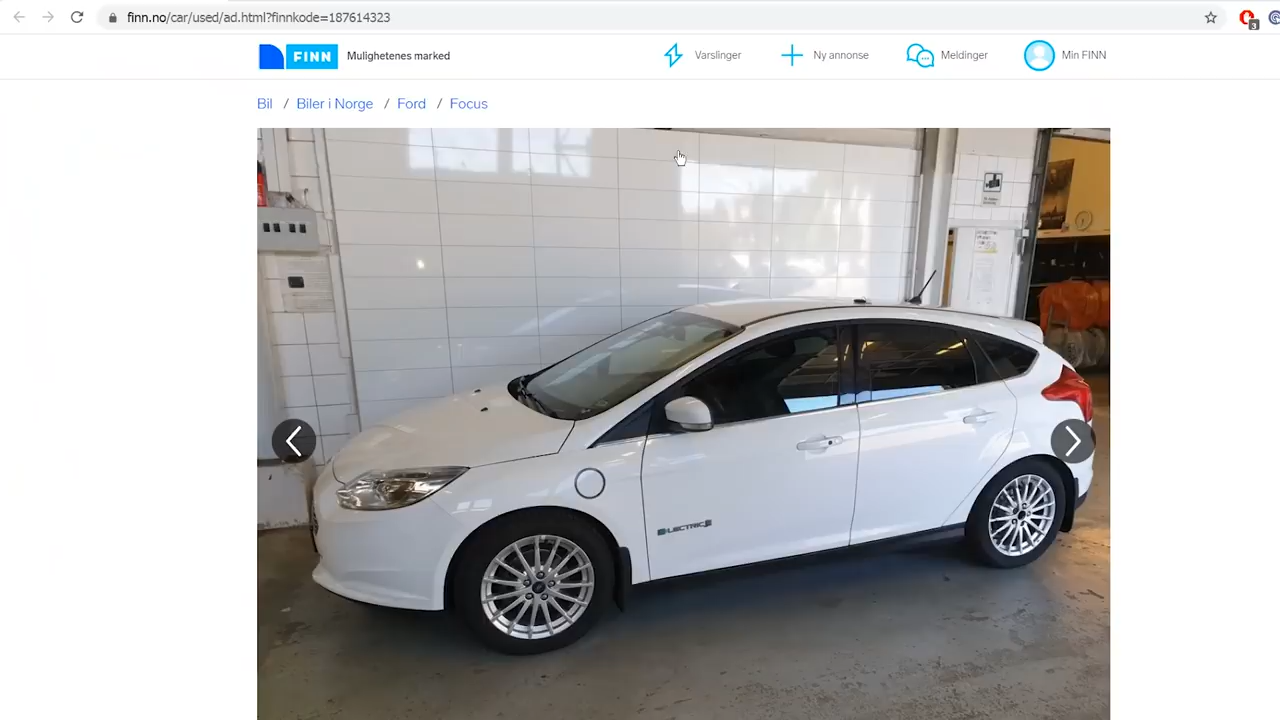 finn.no/car/used/ad.html?finnkode=187614323
3
FINN Mulighetenes marked Varslinger Ny annonse Meldinger Min FINN
Bil / Biler i Norge / Ford / Focus
ELECTRIC